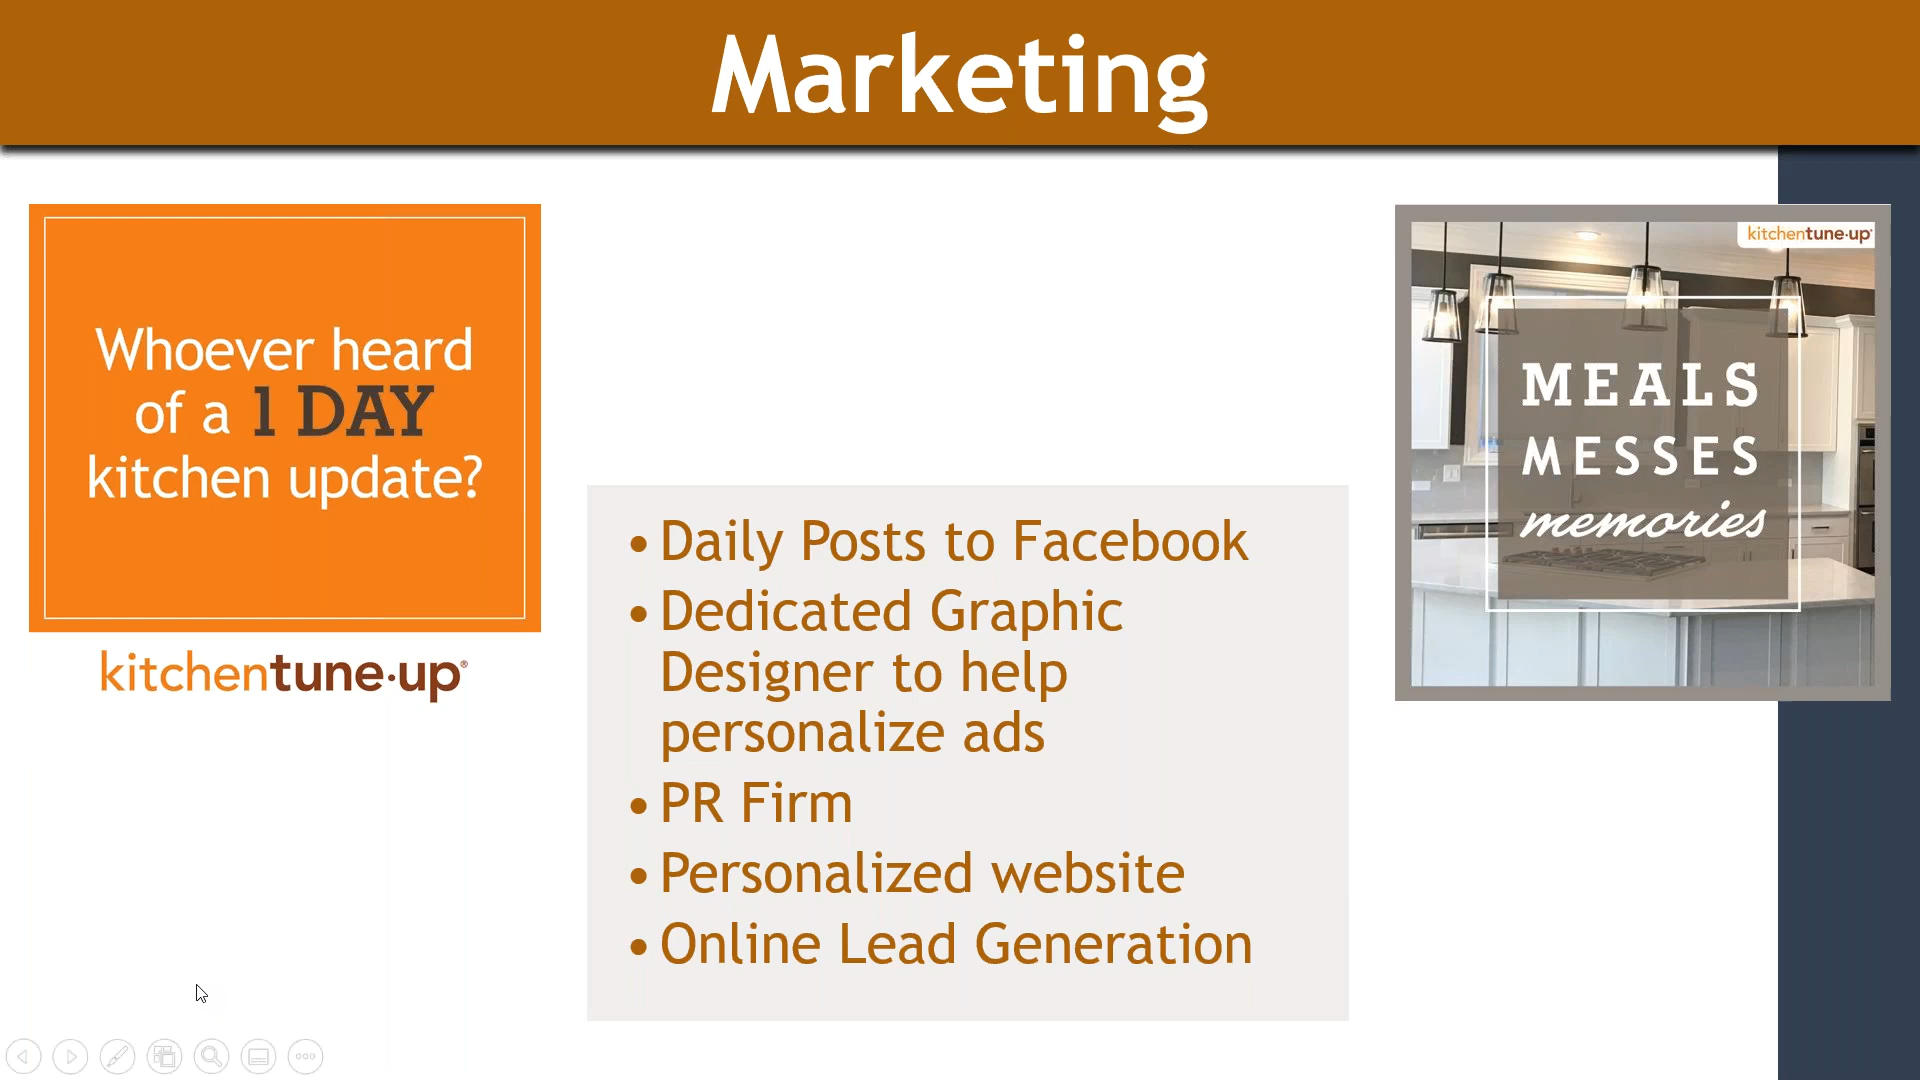 Marketing
Whoever heard
of a 1 DAY
kitchen update?
kitchentune·up®
• Daily Posts to Facebook
• Dedicated Graphic
Designer to help
personalize ads
• PR Firm
• Personalized website
• Online Lead Generation
kitchentune·up®
MEALS
MESSES
memories